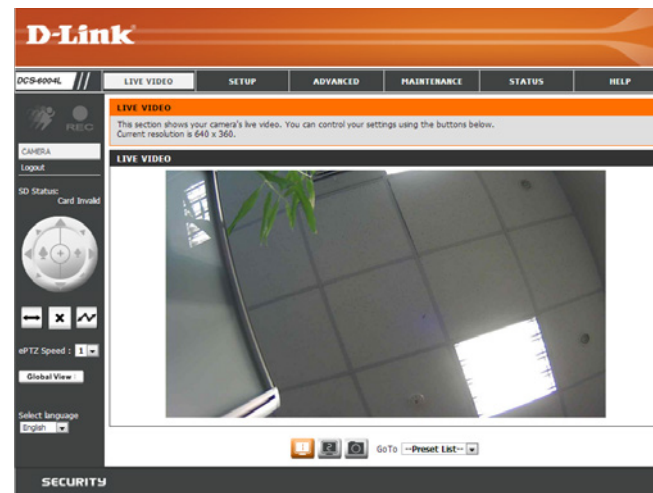 D-Link
DCS-6004L
LIVE VIDEO
SETUP
ADVANCED
MAINTENANCE
STATUS
HELP
REC
CAMERA
Logout
SD Status:
Card Invalid
ePTZ Speed : 1
Global View :
Select language
English
LIVE VIDEO
This section shows your camera's live video. You can control your settings using the buttons below.
Current resolution is 640 x 360.
LIVE VIDEO
1
2
GoTo --Preset List--
SECURITY